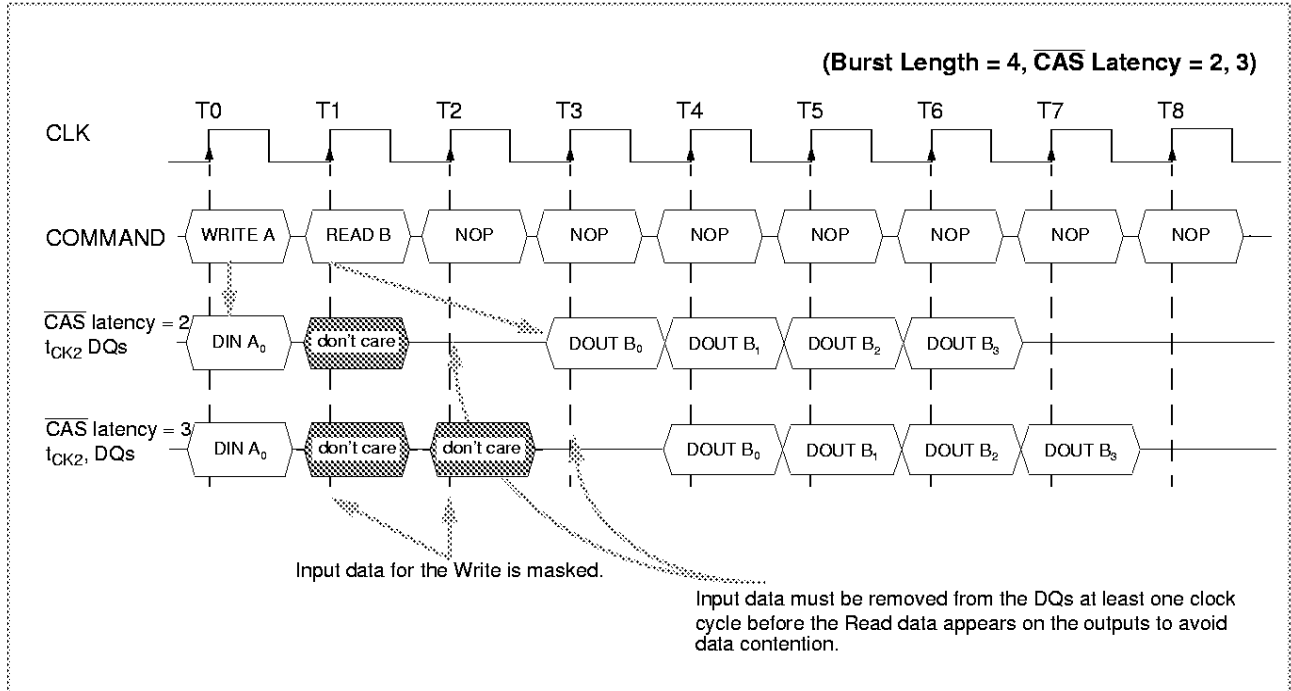 (Burst Length = 4, CAS Latency = 2, 3)
T0 T1 T2 T3 T4 T5 T6 T7 T8
CLK
COMMAND WRITE A READ B NOP NOP NOP NOP NOP NOP NOP
CAS latency = 2
tCK2 DQs DIN A0 don't care DOUT B0 DOUT B1 DOUT B2 DOUT B3
CAS latency = 3
tCK2, DQs DIN A0 don't care don't care DOUT B0 DOUT B1 DOUT B2 DOUT B3
Input data for the Write is masked.
Input data must be removed from the DQs at least one clock
cycle before the Read data appears on the outputs to avoid
data contention.